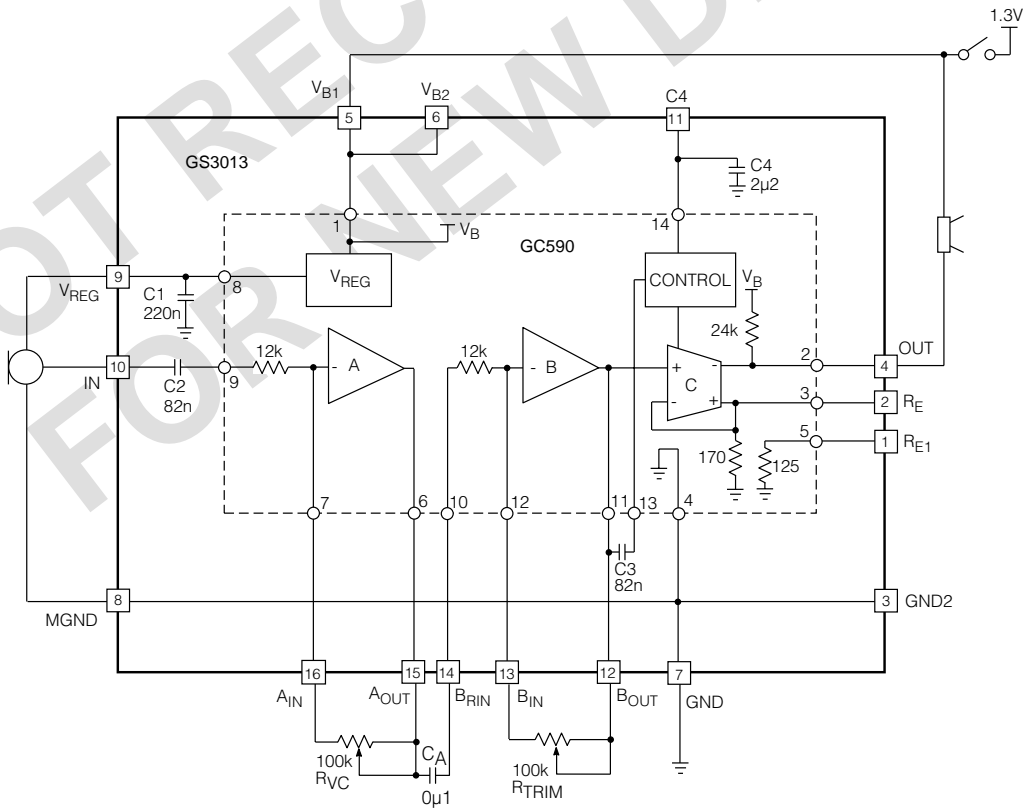 1.3V
VB1
VB2
C4
5
6
11
GS3013
C4
2µ2
1
VB
14
GC590
9
VREG
C1
220n
8
VREG
CONTROL
VB
24k
10
IN
C2
82n
9
12k
- A
12k
- B
+
-
C
-
+
2
4
OUT
3
2
RE
5
1
RE1
170
125
7
6
10
12
11
13
4
C3
82n
8
MGND
3
GND2
16
15
14
13
12
7
AIN
AOUT
BRIN
BIN
BOUT
GND
100k
RVC
CA
0µ1
100k
RTRIM
NOT REC
FOR NEW D